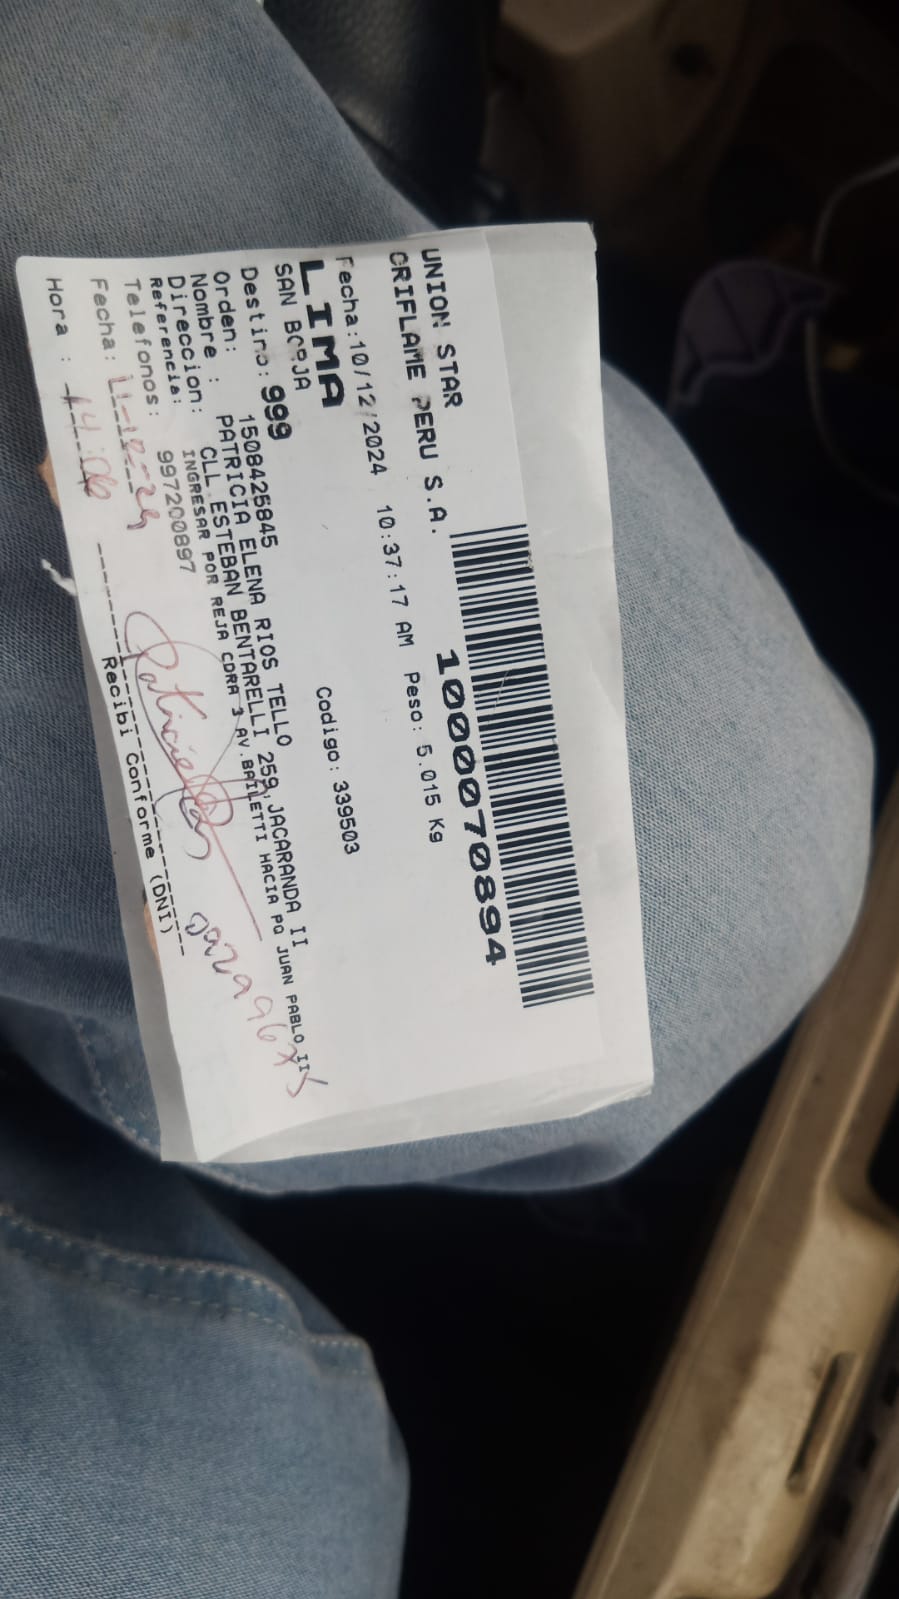 UNION STAR
ORIFLAME PERU S.A.
1000070894
Fecha:10/12/2024 10:37:17 AM Peso: 5.015 Kg
LIMA
SAN BORJA Codigo: 339503
Destino: 999
Orden: 1508425845
Nombre : PATRICIA ELENA RIOS TELLO
Direccion: CLL ESTEBAN BENTARELLI 259,JACARANDA II
Referencia: INGRESAR POR REJA CDRA 3 AV.BAILETTI HACIA PQ JUAN PABLO II
Telefonos: 997200897
Fecha: 11-12-24
Hora : 14:06
Recibi Conforme (DNI)